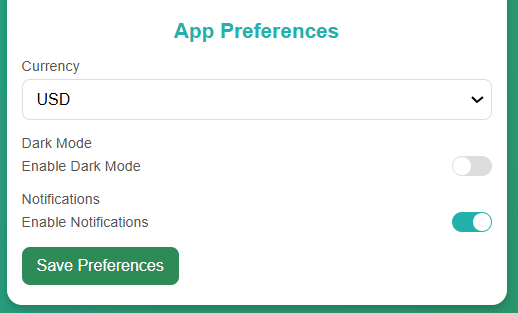 App Preferences
Currency
USD
Dark Mode
Enable Dark Mode
Notifications
Enable Notifications
Save Preferences